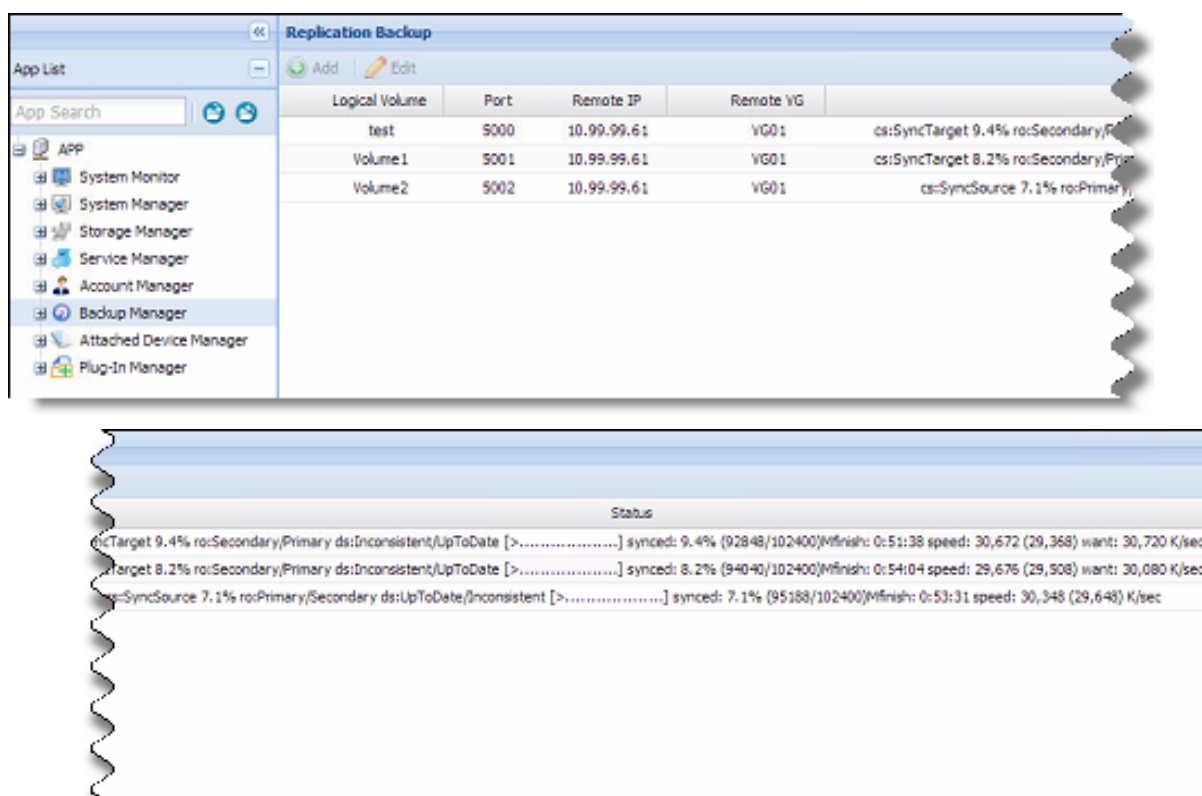 Replication Backup
App List
Add Edit
App Search
Logical Volume Port Remote IP Remote VG
test 5000 10.99.99.61 VG01 cs:SyncTarget 9.4% ro:Secondary/
Volume1 5001 10.99.99.61 VG01 cs:SyncTarget 8.2% ro:Secondary/Prim
Volume2 5002 10.99.99.61 VG01 cs:SyncSource 7.1% ro:Primary/
APP
System Monitor
System Manager
Storage Manager
Service Manager
Account Manager
Backup Manager
Attached Device Manager
Plug-In Manager
Status
ncTarget 9.4% ro:Secondary/Primary ds:Inconsistent/UpToDate [>...................] synced: 9.4% (92848/102400)Mfinish: 0:51:38 speed: 30,672 (29,368) want: 30,720 K/sec
Target 8.2% ro:Secondary/Primary ds:Inconsistent/UpToDate [>...................] synced: 8.2% (94040/102400)Mfinish: 0:54:04 speed: 29,676 (29,508) want: 30,080 K/sec
cs:SyncSource 7.1% ro:Primary/Secondary ds:UpToDate/Inconsistent [>...................] synced: 7.1% (95188/102400)Mfinish: 0:53:31 speed: 30,348 (29,648) K/sec